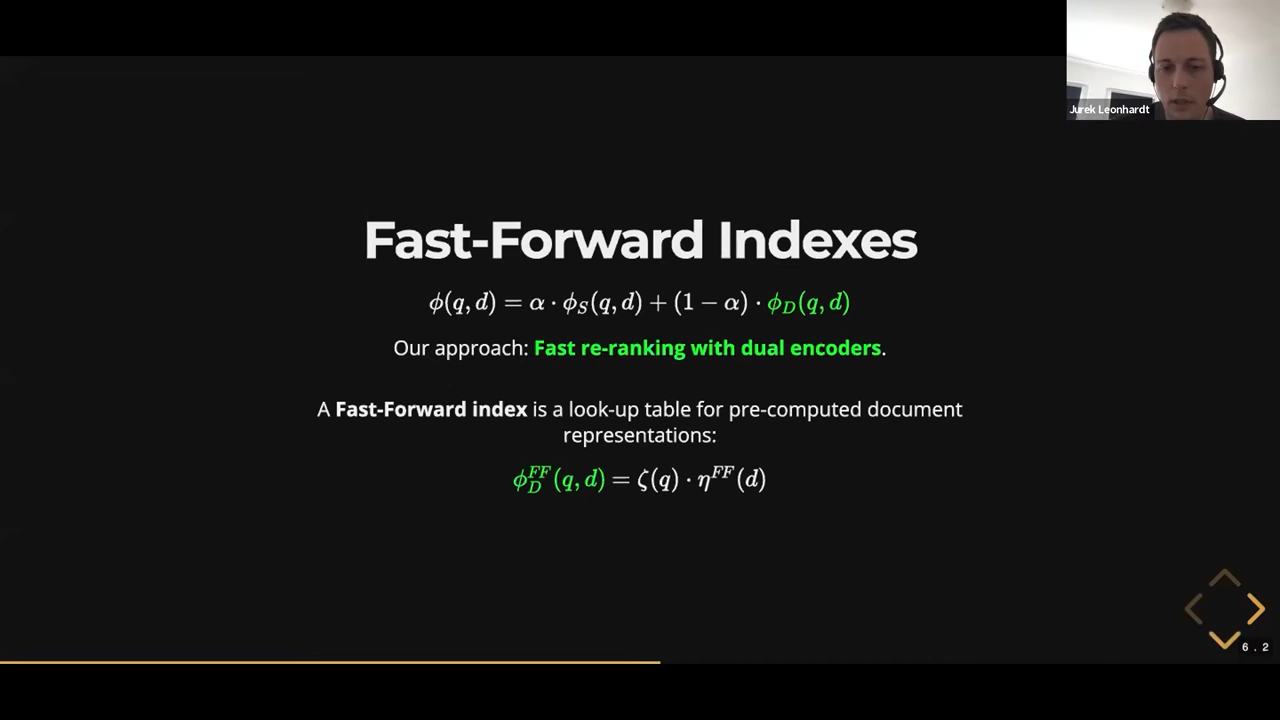 Jurek Leonhardt
Fast-Forward Indexes
ϕ(q, d) = α · ϕ_S(q, d) + (1 − α) · ϕ_D(q, d)
Our approach: Fast re-ranking with dual encoders.
A Fast-Forward index is a look-up table for pre-computed document
representations:
ϕ_D^{FF}(q, d) = ζ(q) · η^{FF}(d)
6 . 2